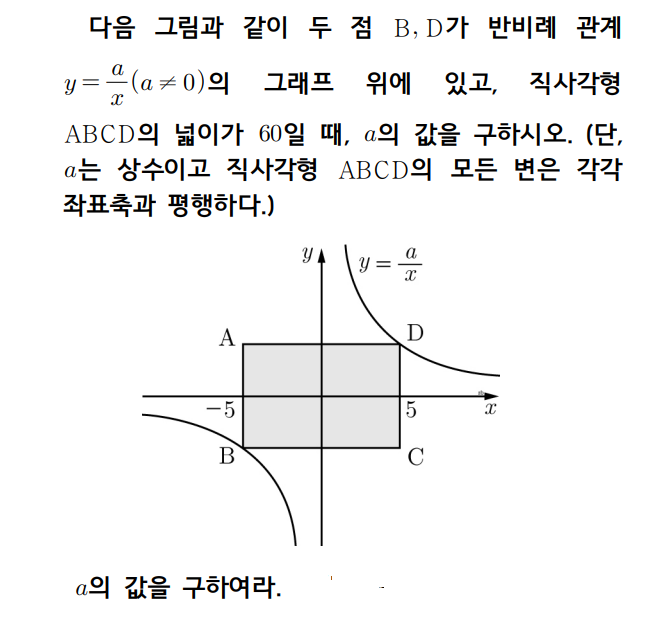 다음 그림과 같이 두 점 B, D가 반비례 관계
y = a/x (a ≠ 0)의 그래프 위에 있고, 직사각형
ABCD의 넓이가 60일 때, a의 값을 구하시오. (단,
a는 상수이고 직사각형 ABCD의 모든 변은 각각
좌표축과 평행하다.)
y
y = a/x
A
D
-5
5
x
B
C
a의 값을 구하여라.